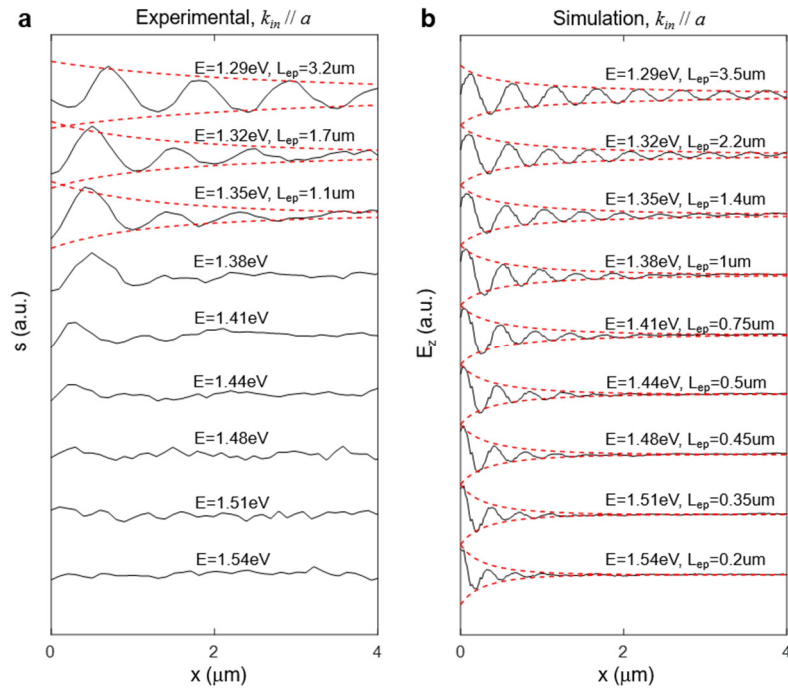 a
Experimental, k_in // a
E=1.29eV, L_ep=3.2um
E=1.32eV, L_ep=1.7um
E=1.35eV, L_ep=1.1um
E=1.38eV
E=1.41eV
E=1.44eV
E=1.48eV
E=1.51eV
E=1.54eV
s (a.u.)
0
2
4
x (μm)
b
Simulation, k_in // a
E=1.29eV, L_ep=3.5um
E=1.32eV, L_ep=2.2um
E=1.35eV, L_ep=1.4um
E=1.38eV, L_ep=1um
E=1.41eV, L_ep=0.75um
E=1.44eV, L_ep=0.5um
E=1.48eV, L_ep=0.45um
E=1.51eV, L_ep=0.35um
E=1.54eV, L_ep=0.2um
E_z (a.u.)
0
2
4
x (μm)